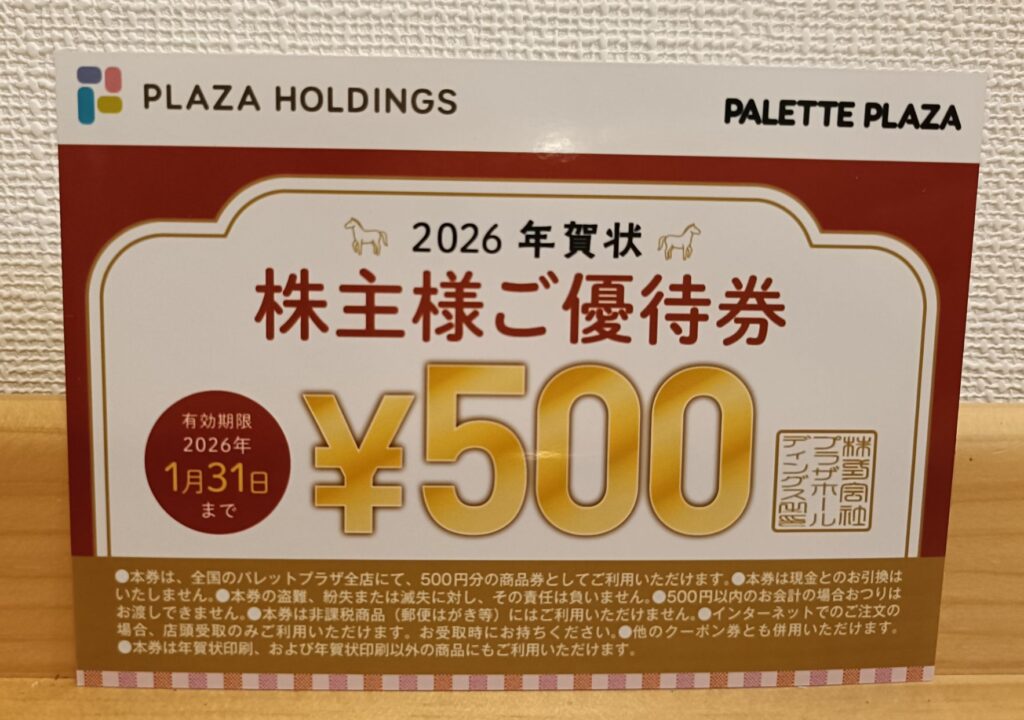 PLAZA HOLDINGS
PALETTE PLAZA
2026 年賀状
株主様ご優待券
¥500
有効期限
2026年
1月31日
まで
株式会社
プラザホール
ディングス
●本券は、全国のパレットプラザ全店にて、500円分の商品券としてご利用いただけます。●本券は現金とのお引換は
いたしません。●本券の盗難、紛失または滅失に対し、その責任は負いません。●500円以内のお会計の場合おつりは
お渡しできません。●本券は非課税商品（郵便はがき等）にはご利用いただけません。●インターネットでのご注文の
場合、店頭受取のみご利用いただけます。お受取時にお持ちください。●他のクーポン券とも併用いただけます。
●本券は年賀状印刷、および年賀状印刷以外の商品にもご利用いただけます。